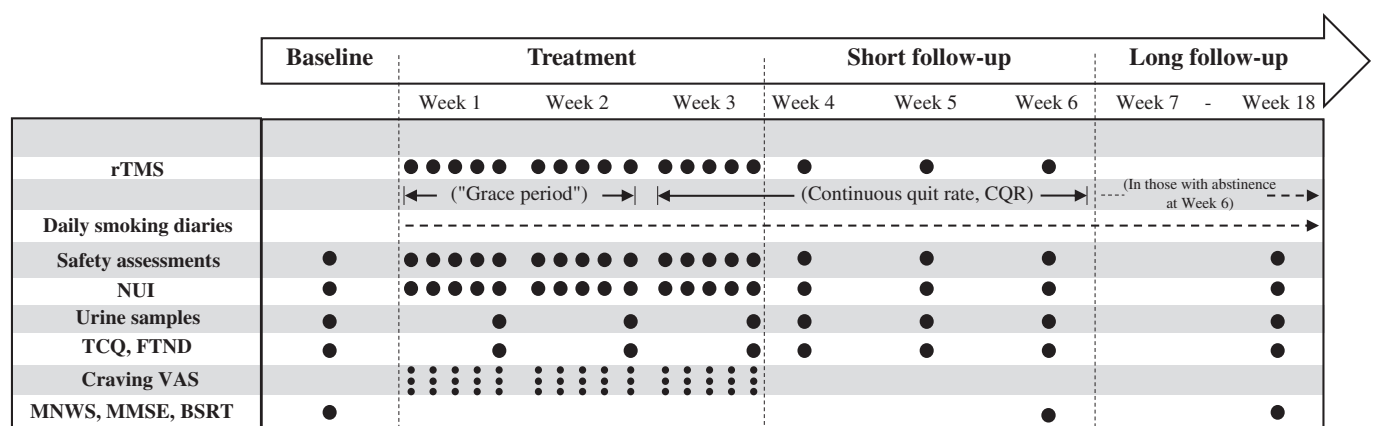 Baseline Treatment Short follow-up Long follow-up
Week 1 Week 2 Week 3 Week 4 Week 5 Week 6 Week 7 - Week 18
rTMS
("Grace period") (Continuous quit rate, CQR) (In those with abstinence
at Week 6)
Daily smoking diaries
Safety assessments
NUI
Urine samples
TCQ, FTND
Craving VAS
MNWS, MMSE, BSRT